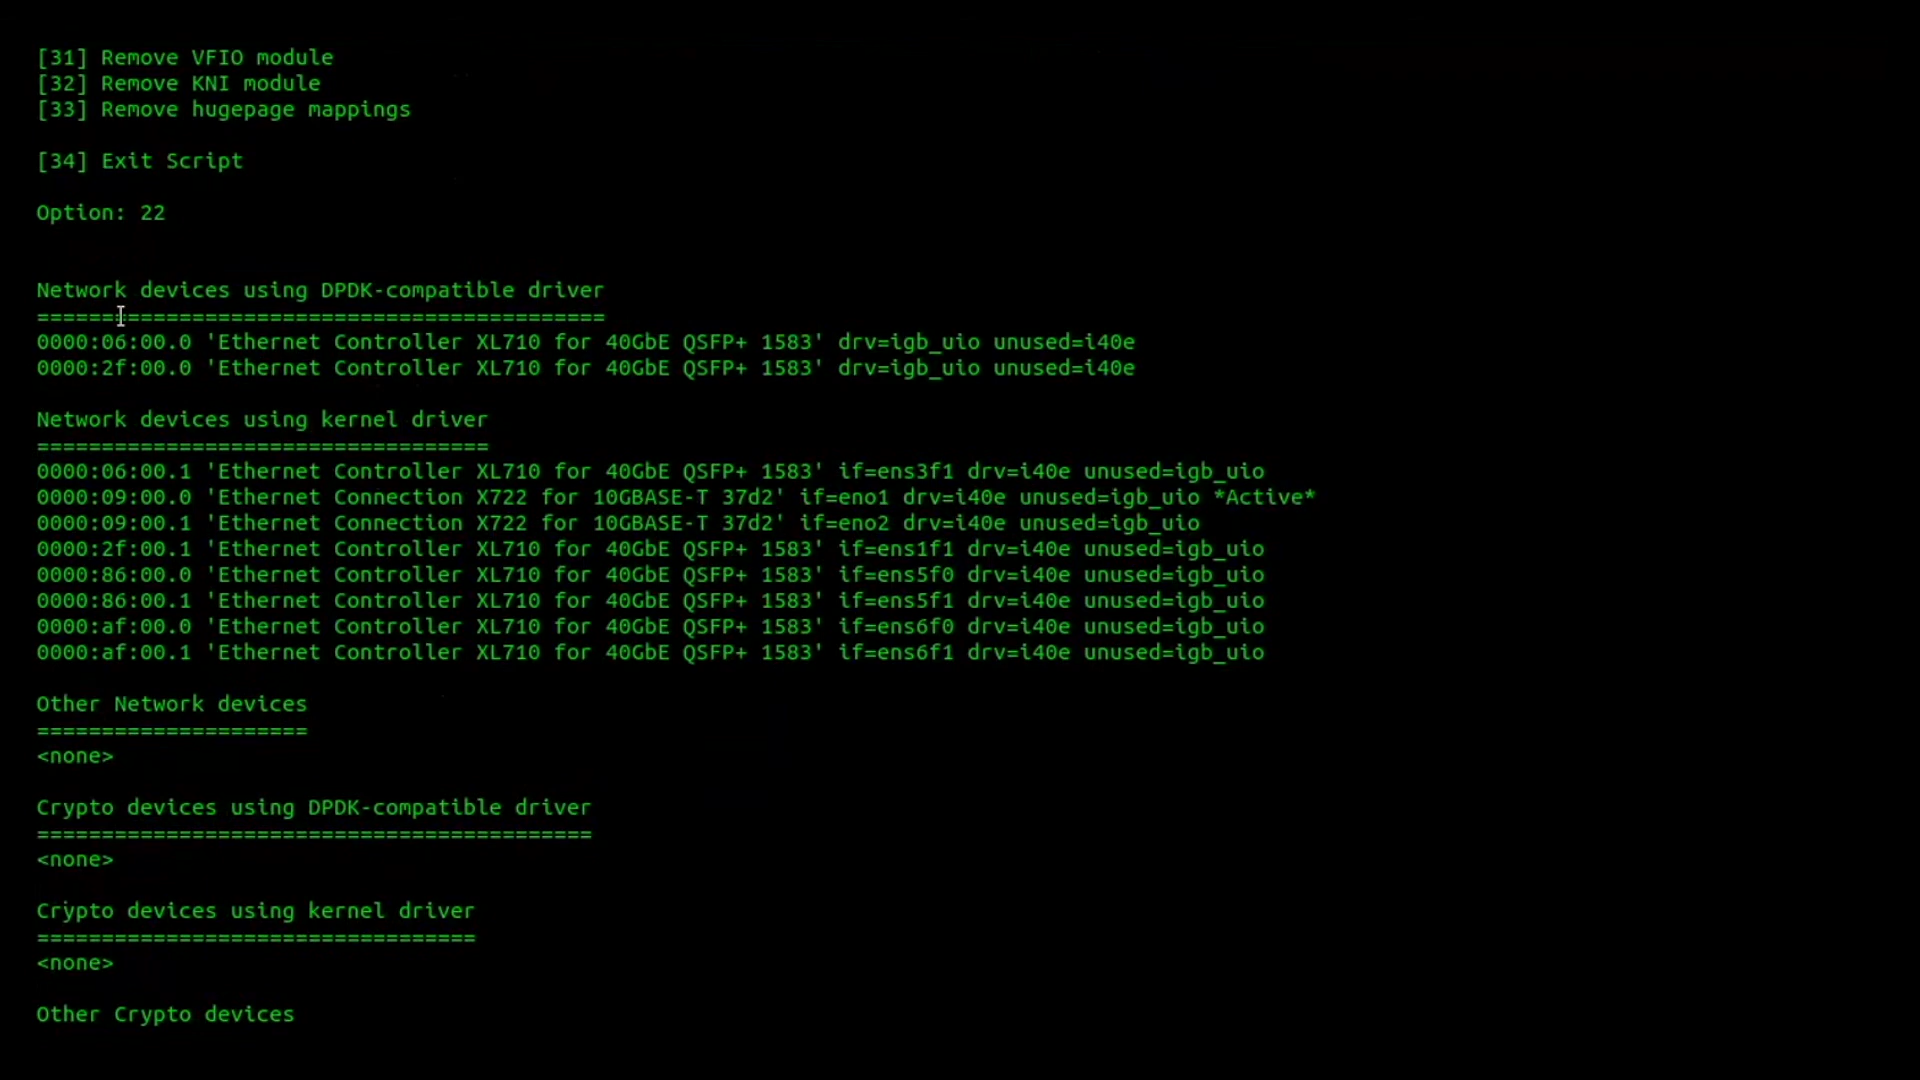 [31] Remove VFIO module
[32] Remove KNI module
[33] Remove hugepage mappings
[34] Exit Script
Option: 22
Network devices using DPDK-compatible driver
============================================
0000:06:00.0 'Ethernet Controller XL710 for 40GbE QSFP+ 1583' drv=igb_uio unused=i40e
0000:2f:00.0 'Ethernet Controller XL710 for 40GbE QSFP+ 1583' drv=igb_uio unused=i40e
Network devices using kernel driver
===================================
0000:06:00.1 'Ethernet Controller XL710 for 40GbE QSFP+ 1583' if=ens3f1 drv=i40e unused=igb_uio
0000:09:00.0 'Ethernet Connection X722 for 10GBASE-T 37d2' if=eno1 drv=i40e unused=igb_uio *Active*
0000:09:00.1 'Ethernet Connection X722 for 10GBASE-T 37d2' if=eno2 drv=i40e unused=igb_uio
0000:2f:00.1 'Ethernet Controller XL710 for 40GbE QSFP+ 1583' if=ens1f1 drv=i40e unused=igb_uio
0000:86:00.0 'Ethernet Controller XL710 for 40GbE QSFP+ 1583' if=ens5f0 drv=i40e unused=igb_uio
0000:86:00.1 'Ethernet Controller XL710 for 40GbE QSFP+ 1583' if=ens5f1 drv=i40e unused=igb_uio
0000:af:00.0 'Ethernet Controller XL710 for 40GbE QSFP+ 1583' if=ens6f0 drv=i40e unused=igb_uio
0000:af:00.1 'Ethernet Controller XL710 for 40GbE QSFP+ 1583' if=ens6f1 drv=i40e unused=igb_uio
Other Network devices
=====================
<none>
Crypto devices using DPDK-compatible driver
===========================================
<none>
Crypto devices using kernel driver
==================================
<none>
Other Crypto devices